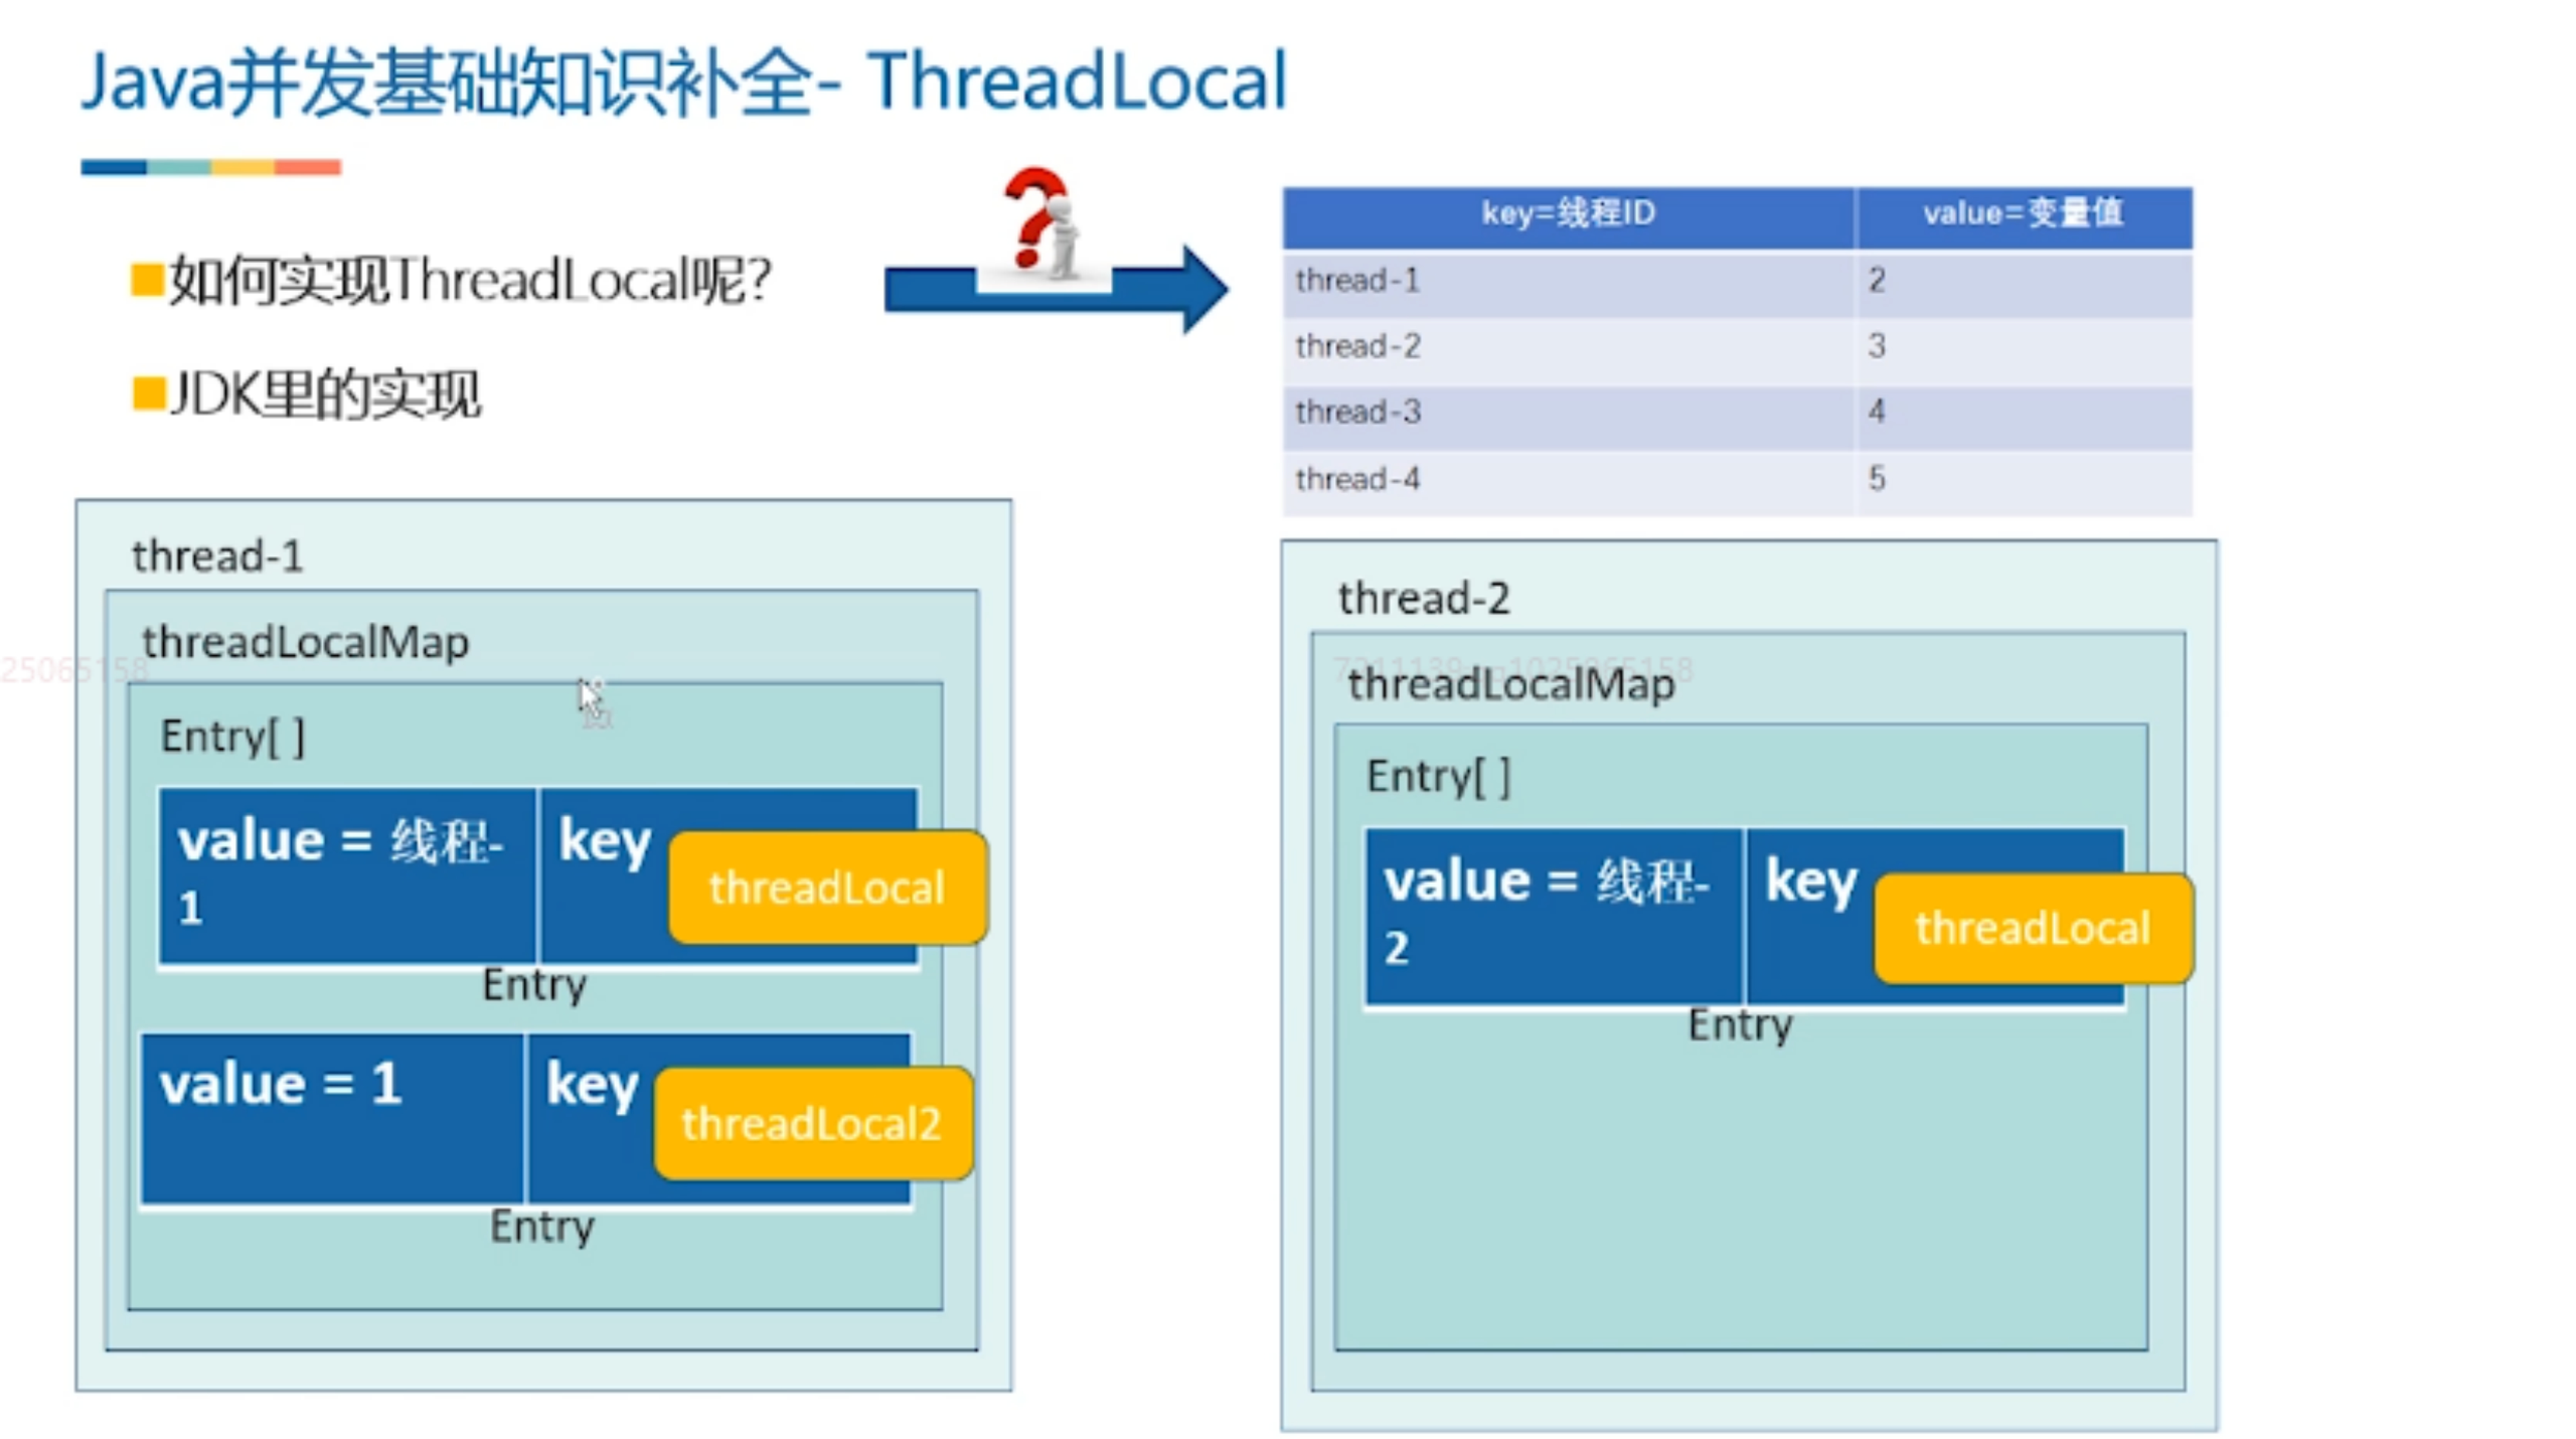 Java并发基础知识补全- ThreadLocal
如何实现ThreadLocal呢?
JDK里的实现
key=线程ID value=变量值
thread-1 2
thread-2 3
thread-3 4
thread-4 5
thread-1
threadLocalMap
Entry[ ]
value = 线程-
1
key
threadLocal
Entry
value = 1
key
threadLocal2
Entry
thread-2
threadLocalMap
Entry[ ]
value = 线程-
2
key
threadLocal
Entry
25065158